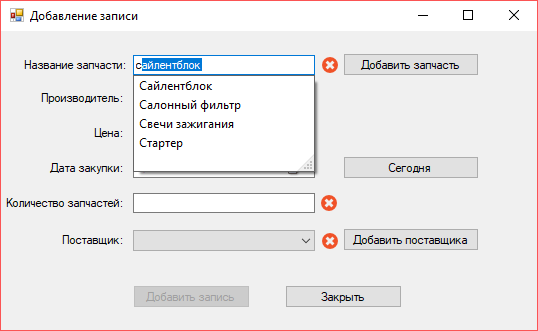 Добавление записи
Название запчасти: сайлентблок Добавить запчасть
Сайлентблок
Производитель:
Салонный фильтр
Свечи зажигания
Цена:
Стартер
Дата закупки: Сегодня
Количество запчастей:
Поставщик: Добавить поставщика
Добавить запись Закрыть